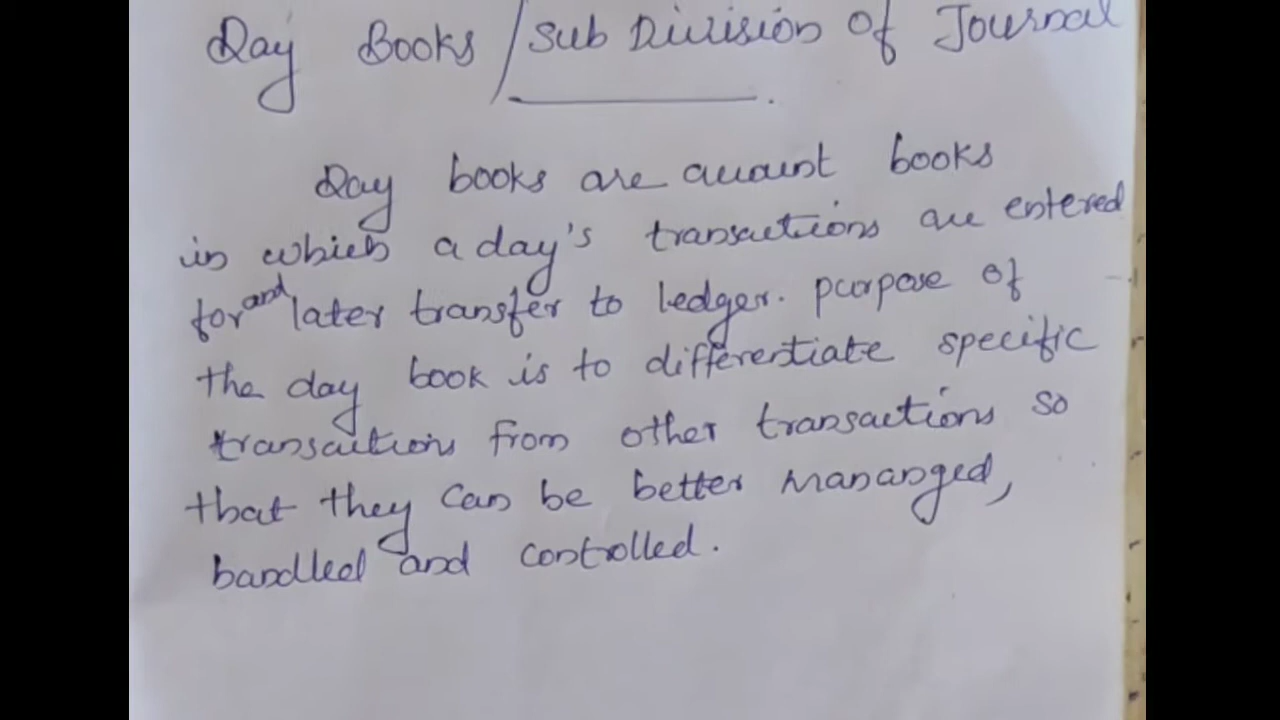 Day Books / Sub Division of Journal
Day books are account books
in which a day's transactions are entered
for and later transfer to ledger. purpose of
the day book is to differentiate specific
transaction from other transactions so
that they can be better mananged,
handled and controlled.